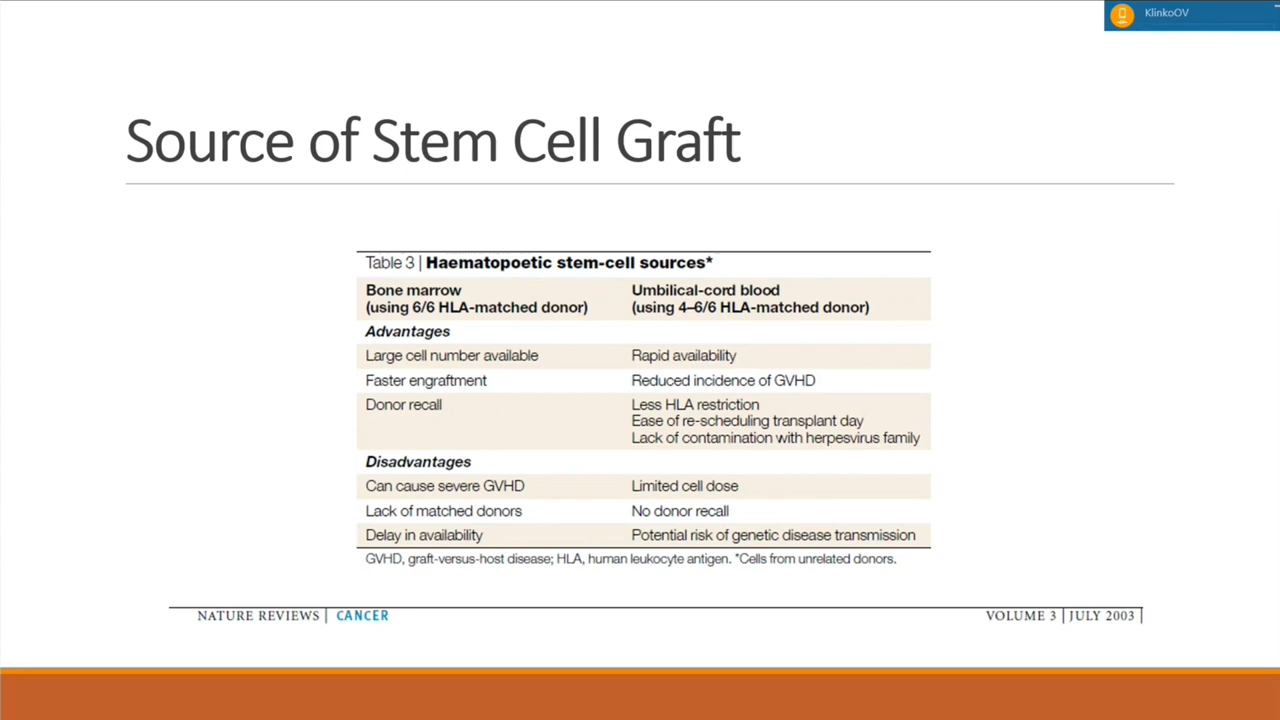 KlinkoOV
Source of Stem Cell Graft
Table 3 | Haematopoetic stem-cell sources*
Bone marrow Umbilical-cord blood
(using 6/6 HLA-matched donor) (using 4–6/6 HLA-matched donor)
Advantages
Large cell number available Rapid availability
Faster engraftment Reduced incidence of GVHD
Donor recall Less HLA restriction
Ease of re-scheduling transplant day
Lack of contamination with herpesvirus family
Disadvantages
Can cause severe GVHD Limited cell dose
Lack of matched donors No donor recall
Delay in availability Potential risk of genetic disease transmission
GVHD, graft-versus-host disease; HLA, human leukocyte antigen. *Cells from unrelated donors.
NATURE REVIEWS | CANCER VOLUME 3 | JULY 2003 |